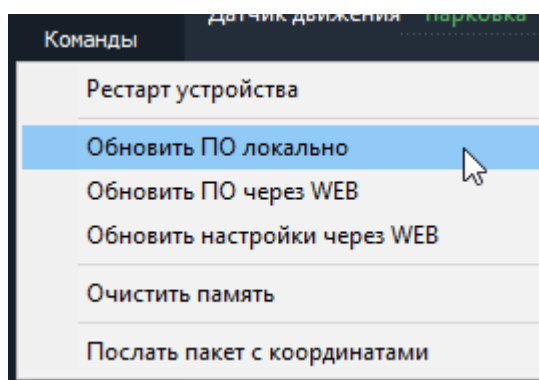 Датчик движения парковка
Команды
Рестарт устройства
Обновить ПО локально
Обновить ПО через WEB
Обновить настройки через WEB
Очистить память
Послать пакет с координатами